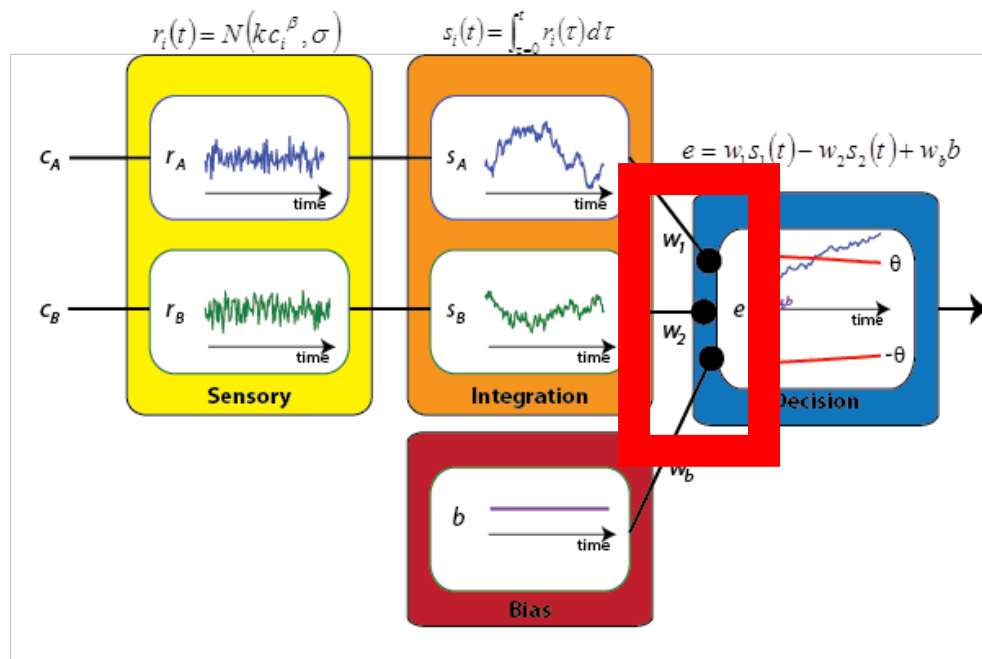 r_i(t) = N(kc_i^β, σ)
s_i(t) = ∫_{τ=0}^t r_i(τ)dτ
e = w_1s_1(t) − w_2s_2(t) + w_bb
c_A
r_A
time
s_A
time
c_B
r_B
time
s_B
time
w_1
w_2
w_b
e
θ
time
-θ
Sensory
Integration
b
time
Bias